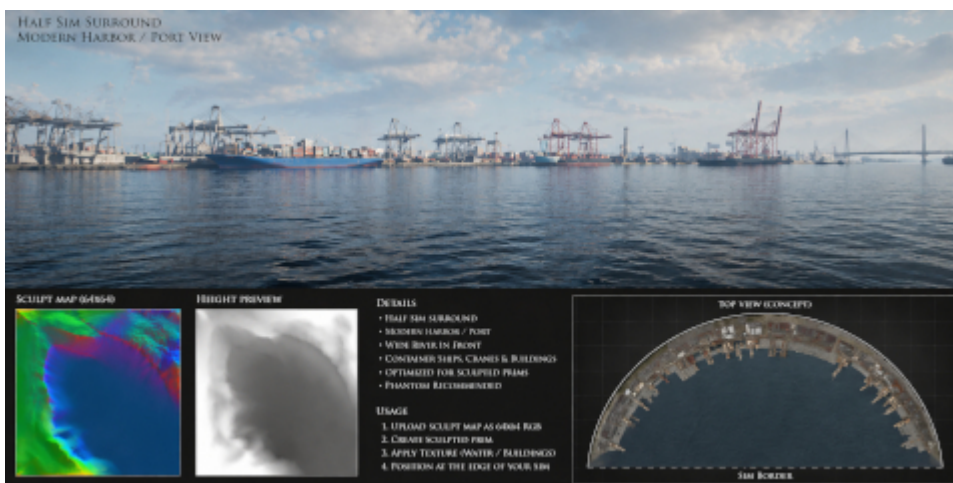 Half Sim Surround
Modern Harbor / Port View
Sculpt map (64x64)
Height preview
Details
• Half sim surround
• Modern harbor / port
• Wide River in Front
• Container Ships, Cranes & Buildings
• Optimized for sculpted prims
• Phantom Recommended
Usage
1. Upload sculpt map as 64x64 RGB
2. Create sculpted prim
3. Apply Texture (Water / Buildings)
4. Position at the edge of your sim
Top view (concept)
Sim Border